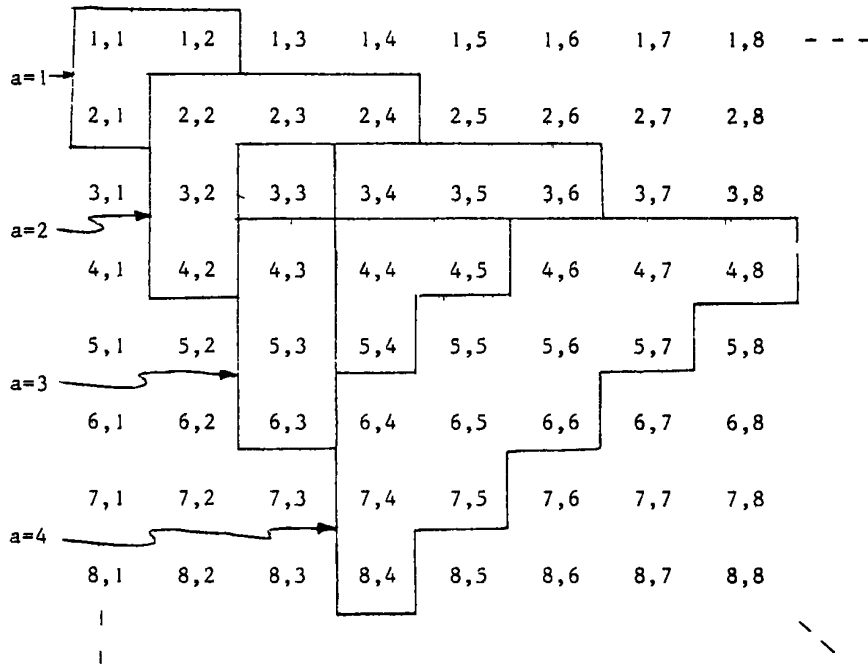 1,1 1,2 1,3 1,4 1,5 1,6 1,7 1,8
a=1
2,1 2,2 2,3 2,4 2,5 2,6 2,7 2,8
3,1 3,2 3,3 3,4 3,5 3,6 3,7 3,8
a=2
4,1 4,2 4,3 4,4 4,5 4,6 4,7 4,8
5,1 5,2 5,3 5,4 5,5 5,6 5,7 5,8
a=3
6,1 6,2 6,3 6,4 6,5 6,6 6,7 6,8
7,1 7,2 7,3 7,4 7,5 7,6 7,7 7,8
a=4
8,1 8,2 8,3 8,4 8,5 8,6 8,7 8,8